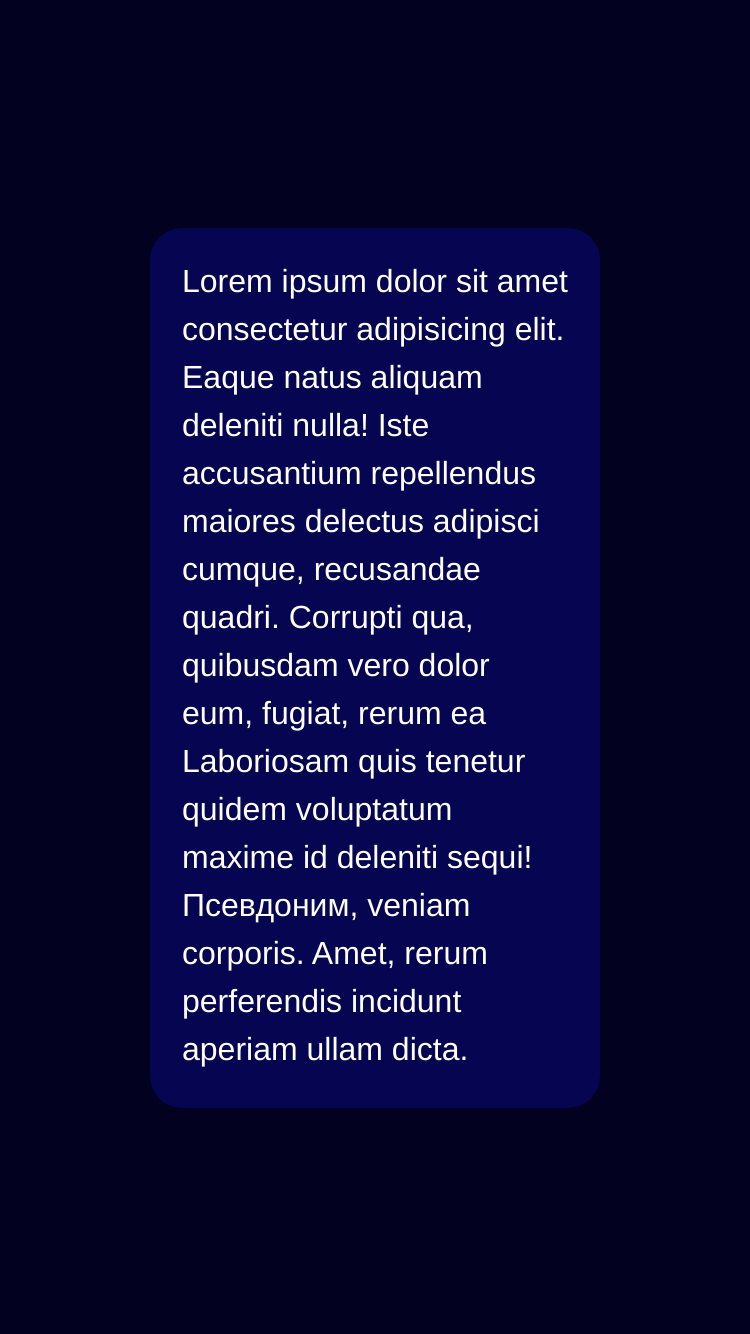 Lorem ipsum dolor sit amet
consectetur adipisicing elit.
Eaque natus aliquam
deleniti nulla! Iste
accusantium repellendus
maiores delectus adipisci
cumque, recusandae
quadri. Corrupti qua,
quibusdam vero dolor
eum, fugiat, rerum ea
Laboriosam quis tenetur
quidem voluptatum
maxime id deleniti sequi!
Псевдоним, veniam
corporis. Amet, rerum
perferendis incidunt
aperiam ullam dicta.